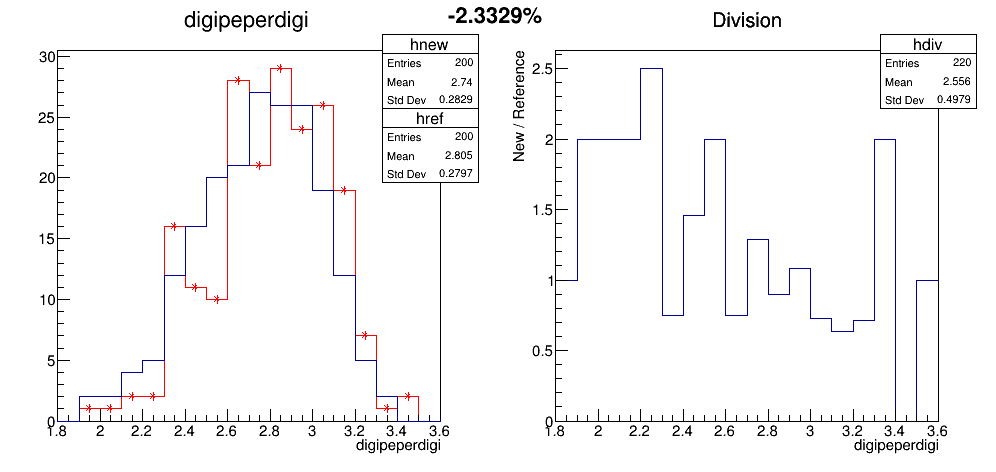 digipeperdigi
-2.3329%
Division
hnew
Entries 200
Mean 2.74
Std Dev 0.2829
href
Entries 200
Mean 2.805
Std Dev 0.2797
30
25
20
15
10
5
0
1.8 2 2.2 2.4 2.6 2.8 3 3.2 3.4 3.6
digipeperdigi
hdiv
Entries 220
Mean 2.556
Std Dev 0.4979
New / Reference
2.5
2
1.5
1
0.5
0
1.8 2 2.2 2.4 2.6 2.8 3 3.2 3.4 3.6
digipeperdigi